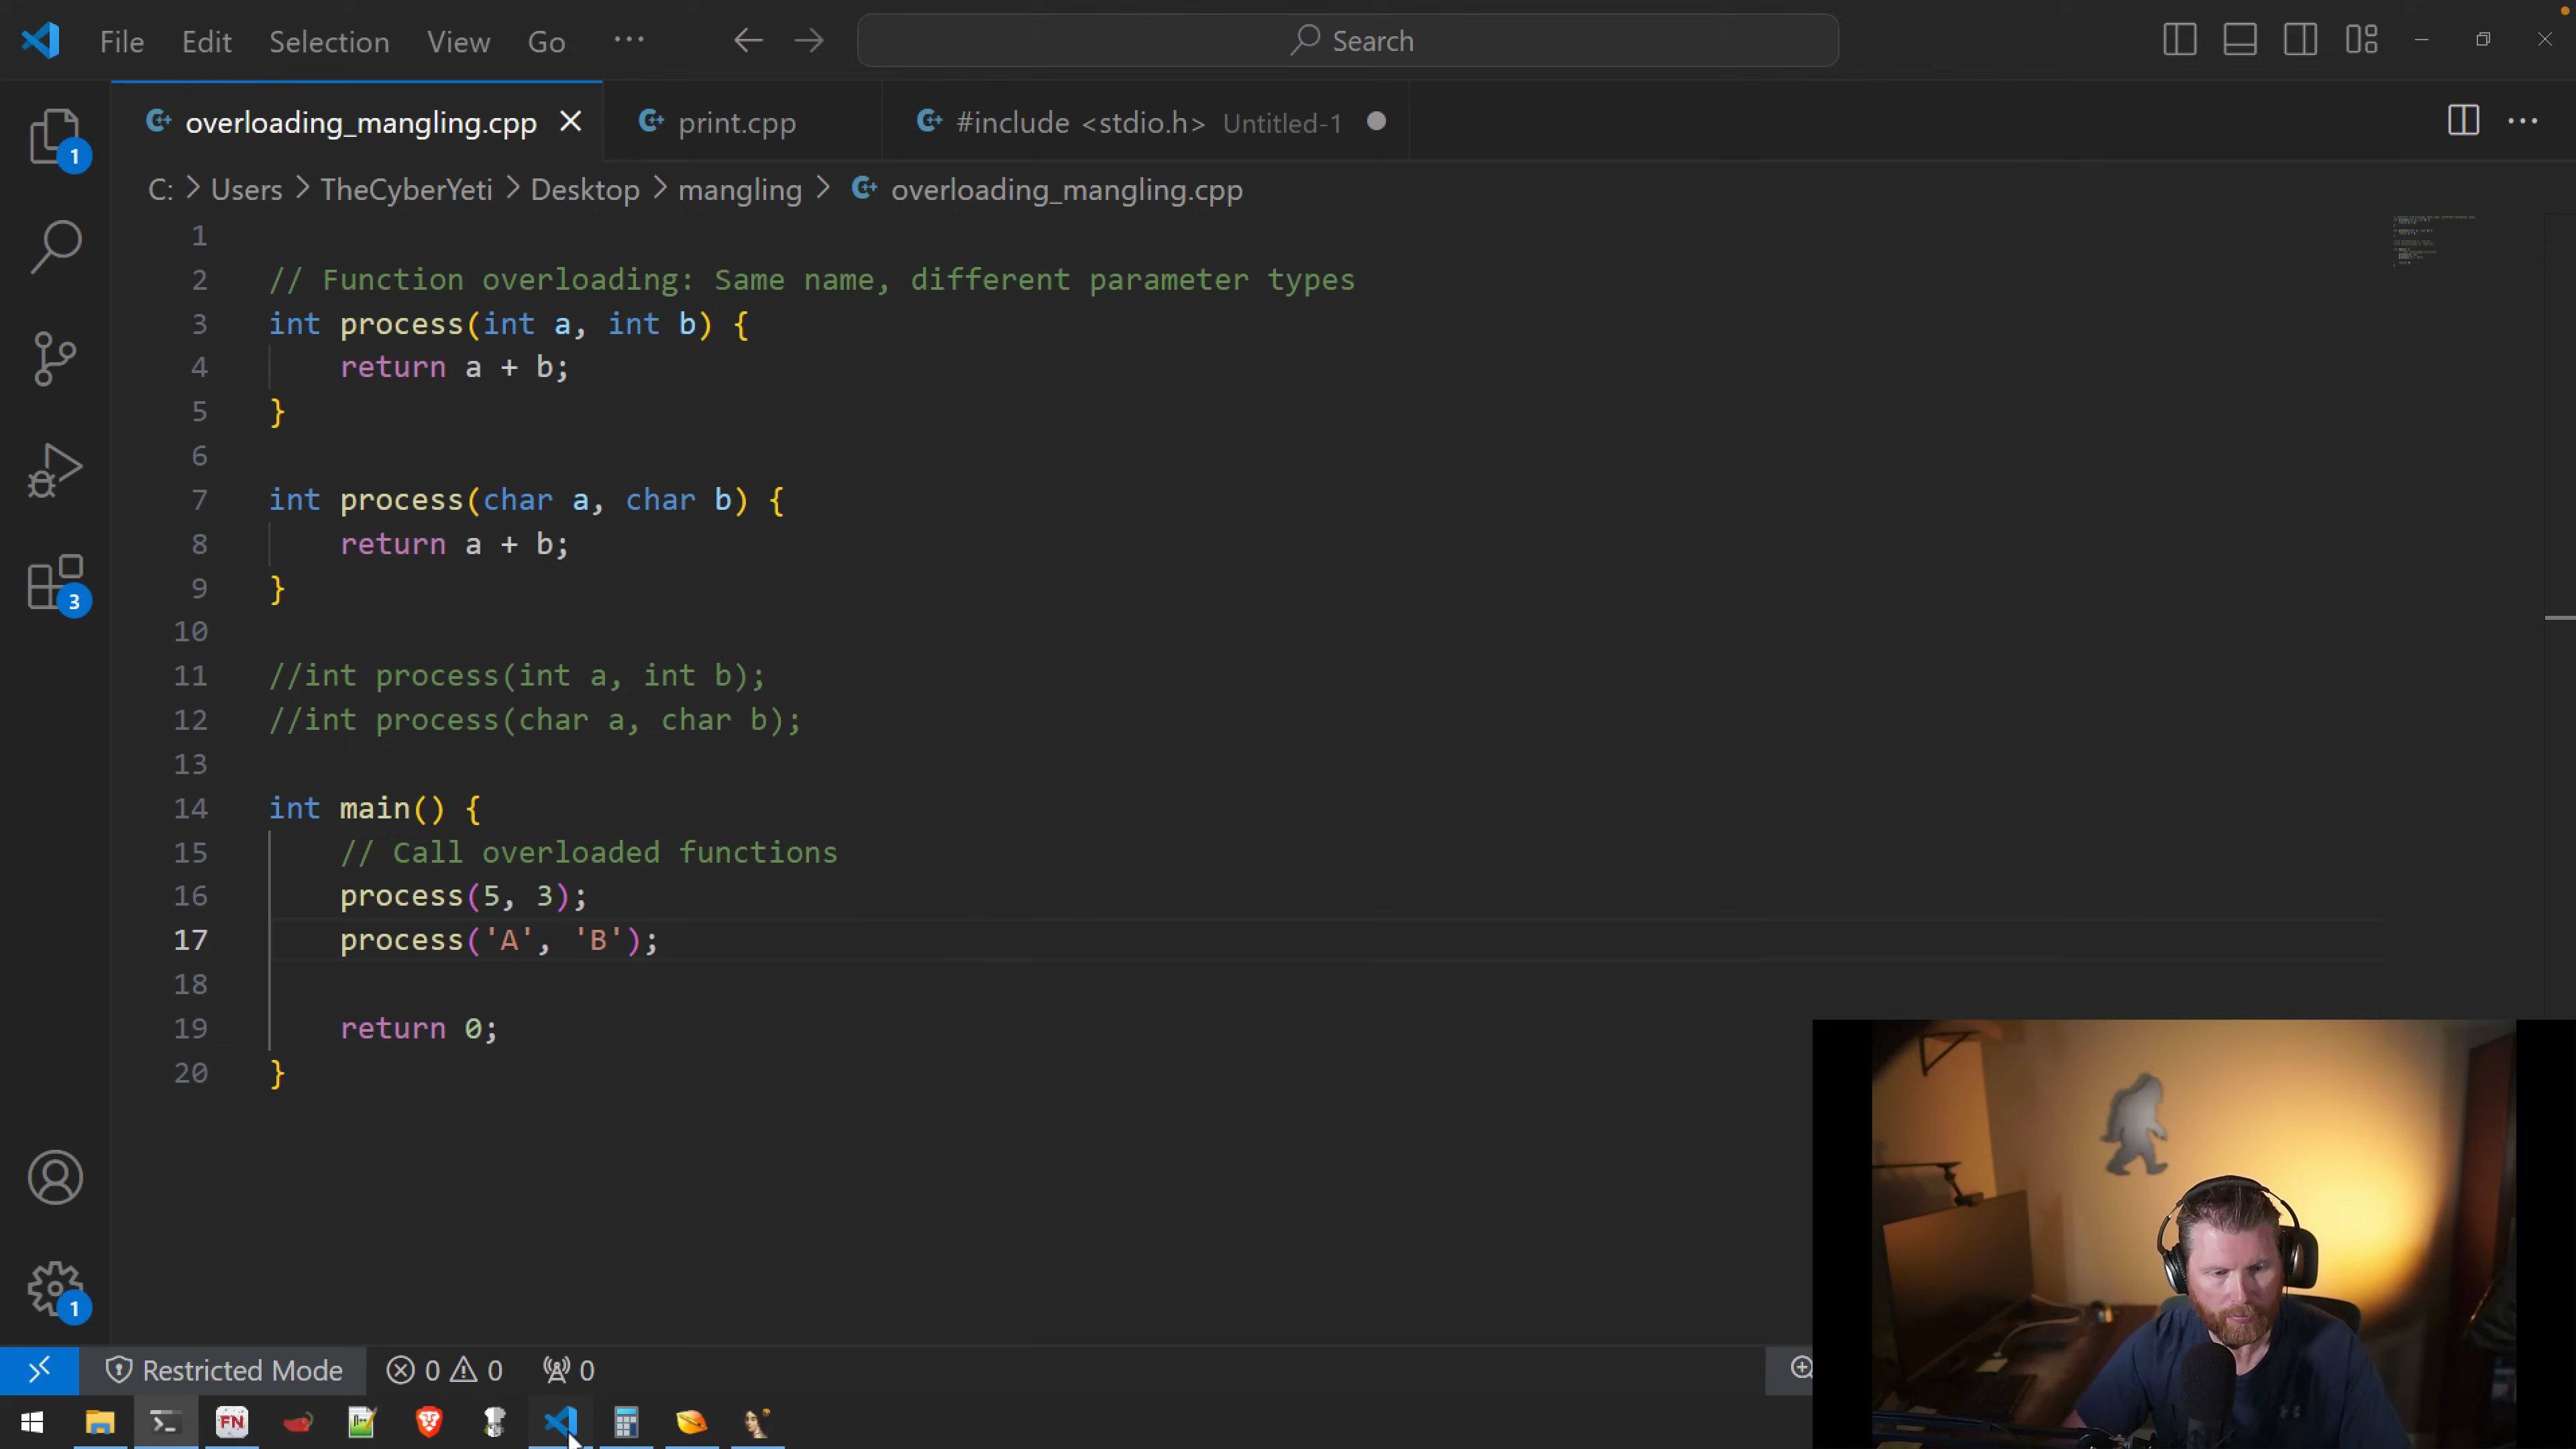 File Edit Selection View Go ··· Search
overloading_mangling.cpp print.cpp #include <stdio.h> Untitled-1
C: > Users > TheCyberYeti > Desktop > mangling > overloading_mangling.cpp
1
2 // Function overloading: Same name, different parameter types
3 int process(int a, int b) {
4 return a + b;
5 }
6
7 int process(char a, char b) {
8 return a + b;
9 }
10
11 //int process(int a, int b);
12 //int process(char a, char b);
13
14 int main() {
15 // Call overloaded functions
16 process(5, 3);
17 process('A', 'B');
18
19 return 0;
20 }
1
3
1
Restricted Mode 0 0 0
FN